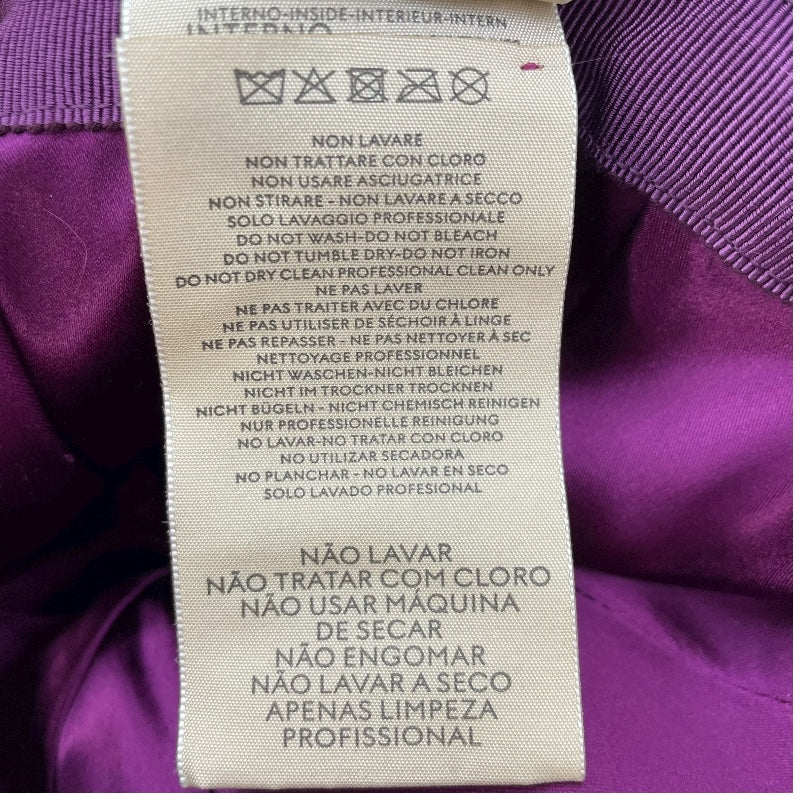 INTERNO-INSIDE-INTERIEUR-INTERN
INTERNO
NON LAVARE
NON TRATTARE CON CLORO
NON USARE ASCIUGATRICE
NON STIRARE - NON LAVARE A SECCO
SOLO LAVAGGIO PROFESSIONALE
DO NOT WASH-DO NOT BLEACH
DO NOT TUMBLE DRY-DO NOT IRON
DO NOT DRY CLEAN PROFESSIONAL CLEAN ONLY
NE PAS LAVER
NE PAS TRAITER AVEC DU CHLORE
NE PAS UTILISER DE SÉCHOIR À LINGE
NE PAS REPASSER - NE PAS NETTOYER À SEC
NETTOYAGE PROFESSIONNEL
NICHT WASCHEN-NICHT BLEICHEN
NICHT IM TROCKNER TROCKNEN
NICHT BÜGELN - NICHT CHEMISCH REINIGEN
NUR PROFESSIONELLE REINIGUNG
NO LAVAR-NO TRATAR CON CLORO
NO UTILIZAR SECADORA
NO PLANCHAR - NO LAVAR EN SECO
SOLO LAVADO PROFESIONAL
NÃO LAVAR
NÃO TRATAR COM CLORO
NÃO USAR MÁQUINA
DE SECAR
NÃO ENGOMAR
NÃO LAVAR A SECO
APENAS LIMPEZA
PROFISSIONAL